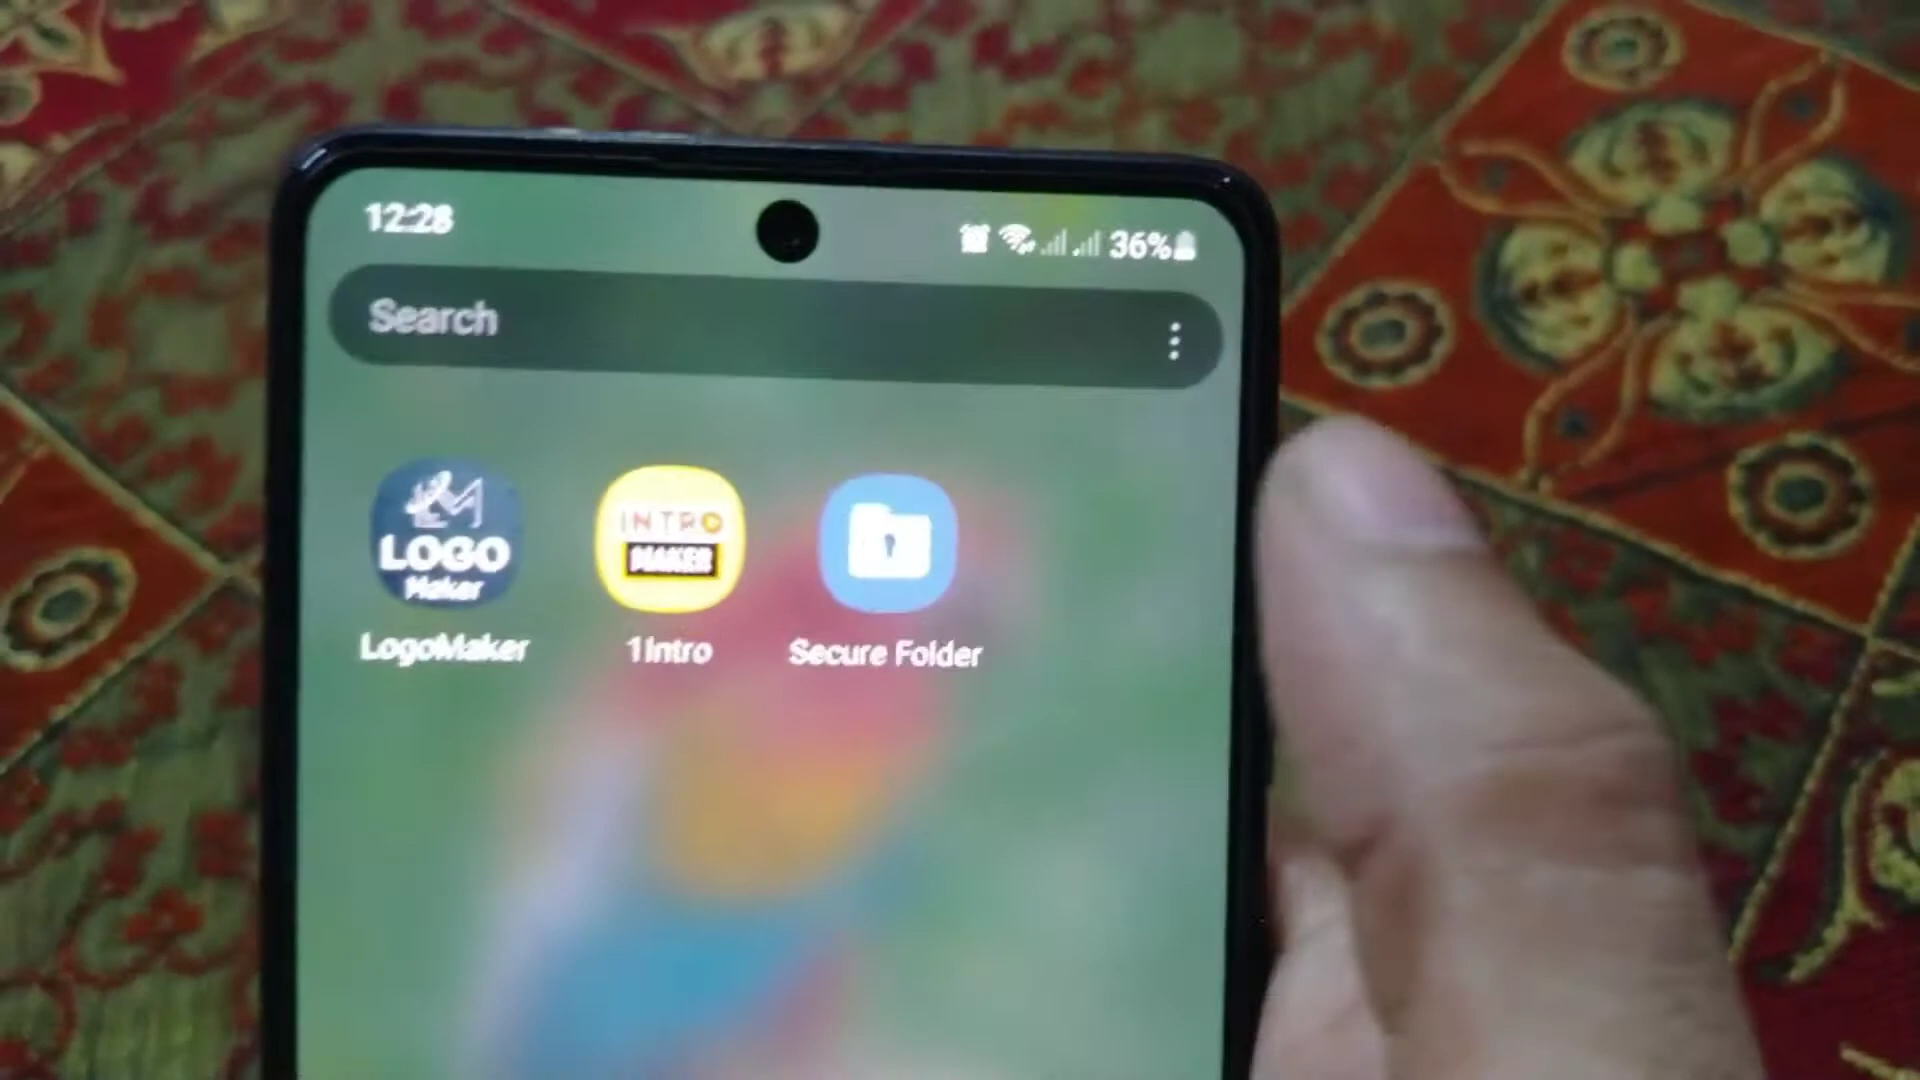 12:28
36%
Search
LOGO
Maker
INTRO
MAKER
LogoMaker
1Intro
Secure Folder